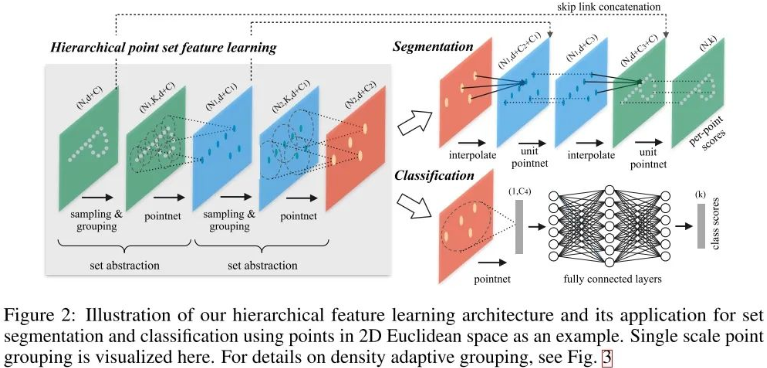 skip link concatenation
Hierarchical point set feature learning
Segmentation
(N,d+C)
(N1,K,d+C)
(N1,d+C1)
(N2,K,d+C1)
(N2,d+C2)
(N1,d+C2+C1)
(N1,d+C3)
(N,d+C3+C)
(N,k)
sampling & grouping
pointnet
sampling & grouping
pointnet
set abstraction
set abstraction
interpolate
unit pointnet
interpolate
unit pointnet
per-point scores
Classification
(1,C4)
(k)
class scores
pointnet
fully connected layers
Figure 2: Illustration of our hierarchical feature learning architecture and its application for set
segmentation and classification using points in 2D Euclidean space as an example. Single scale point
grouping is visualized here. For details on density adaptive grouping, see Fig. 3